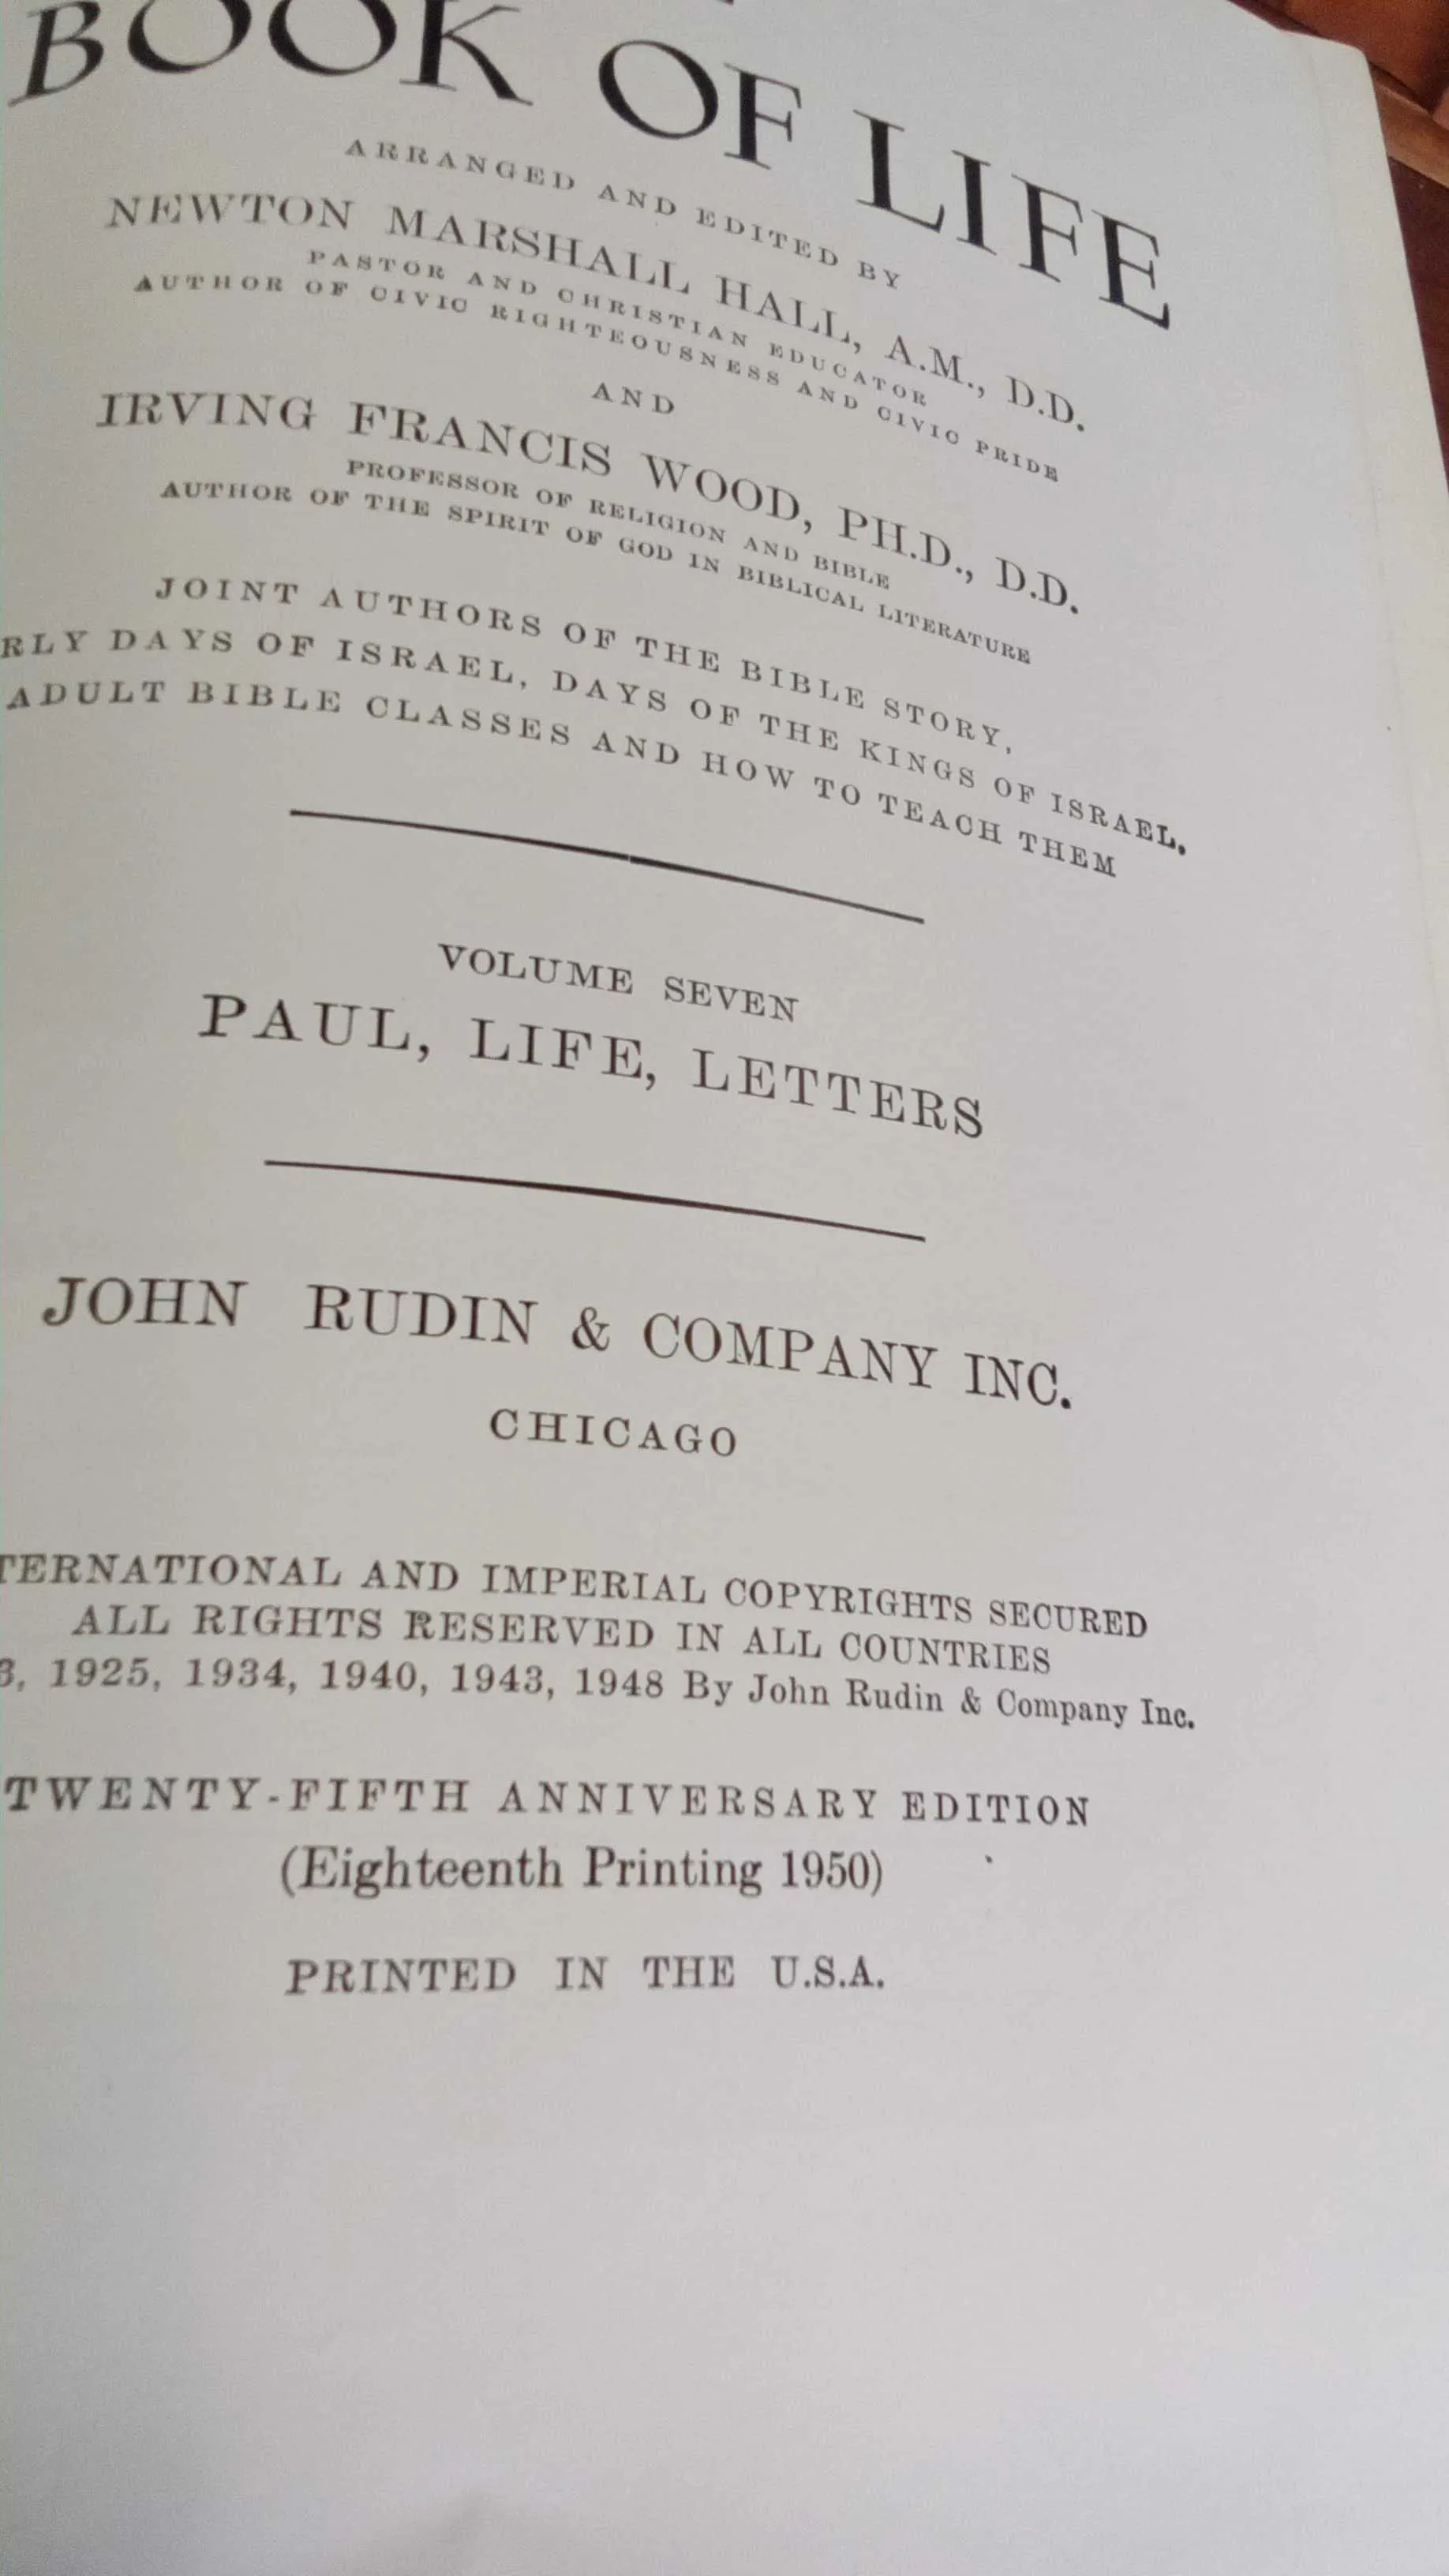 BOOK OF LIFE
ARRANGED AND EDITED BY
NEWTON MARSHALL HALL, A.M., D.D.
PASTOR AND CHRISTIAN EDUCATOR
AUTHOR OF CIVIC RIGHTEOUSNESS AND CIVIC PRIDE
AND
IRVING FRANCIS WOOD, PH.D., D.D.
PROFESSOR OF RELIGION AND BIBLE
AUTHOR OF THE SPIRIT OF GOD IN BIBLICAL LITERATURE
JOINT AUTHORS OF THE BIBLE STORY,
RLY DAYS OF ISRAEL, DAYS OF THE KINGS OF ISRAEL,
ADULT BIBLE CLASSES AND HOW TO TEACH THEM
VOLUME SEVEN
PAUL, LIFE, LETTERS
JOHN RUDIN & COMPANY INC.
CHICAGO
TERNATIONAL AND IMPERIAL COPYRIGHTS SECURED
ALL RIGHTS RESERVED IN ALL COUNTRIES
3, 1925, 1934, 1940, 1943, 1948 By John Rudin & Company Inc.
TWENTY-FIFTH ANNIVERSARY EDITION
(Eighteenth Printing 1950)
PRINTED IN THE U.S.A.